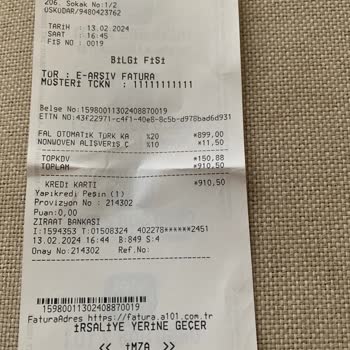 206. Sokak No:1/2
ÜSKÜDAR/9480423762
TARİH : 13.02.2024
SAAT : 16:45
FİŞ NO : 0019
BİLGİ FİŞİ
TÜR : E-ARŞİV FATURA
MÜŞTERİ TCKN : 11111111111
Belge No:15980011302408870019
ETTN NO:43f22971-c4f1-40e8-8c5b-d978bad6d931
FAL OTOMATIK TURK KA %20 *899,00
NONWOVEN ALIŞVERİŞ Ç %10 *11,50
TOPKDV *150,88
TOPLAM *910,50
KREDİ KARTI *910,50
Yapıkredi Peşin (1)
Provizyon No : 214302
Puan:0,00
ZİRAAT BANKASI
I:1594353 T:01508324 402278******2451
13.02.2024 16:44 B:849 S:4
Onay No:214302 Ref.No:
15980011302408870019
FaturaAdres https://fatura.a101.com.tr
İRSALİYE YERİNE GEÇER
<< İMZA >>